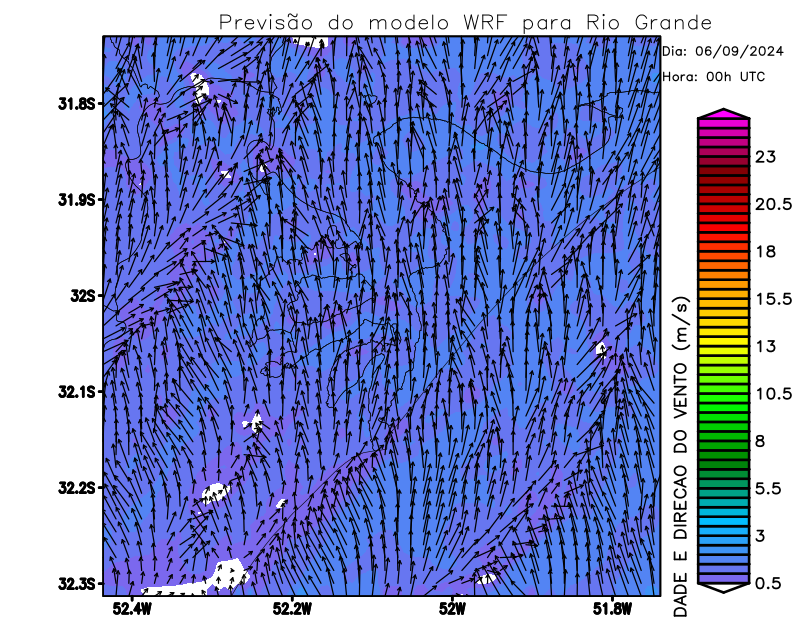 Previsão do modelo WRF para Rio Grande
Dia: 06/09/2024
Hora: 00h UTC
31.8S
31.9S
32S
32.1S
32.2S
32.3S
52.4W
52.2W
52W
51.8W
23
20.5
18
15.5
13
10.5
8
5.5
3
0.5
DADE E DIRECAO DO VENTO (m/s)